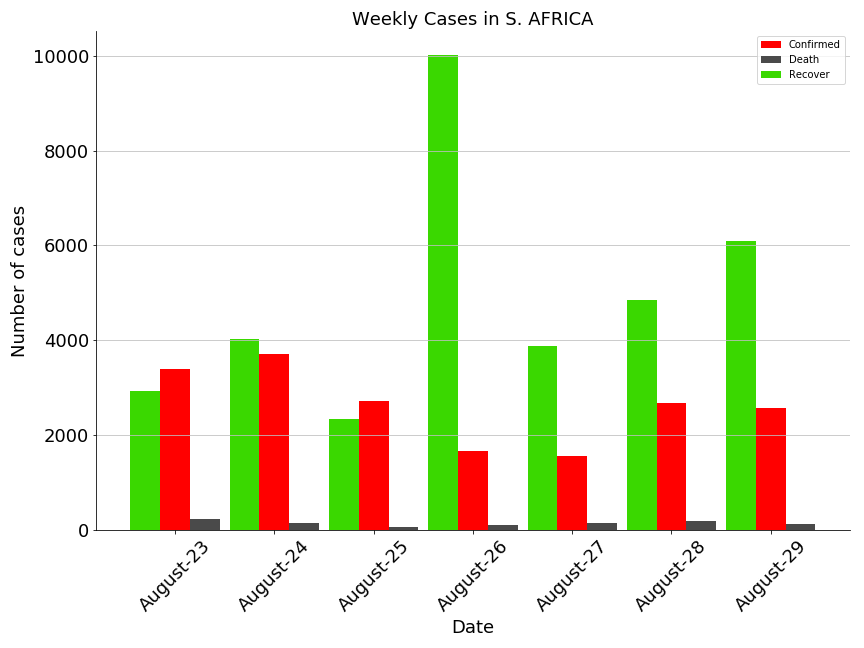 Weekly Cases in S. AFRICA
Confirmed
Death
Recover
Number of cases
10000
8000
6000
4000
2000
0
August-23
August-24
August-25
August-26
August-27
August-28
August-29
Date